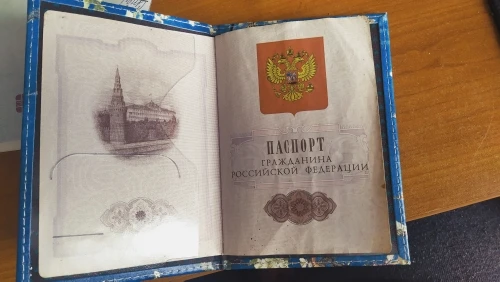 ПАСПОРТ
ГРАЖДАНИНА
РОССИЙСКОЙ ФЕДЕРАЦИИ